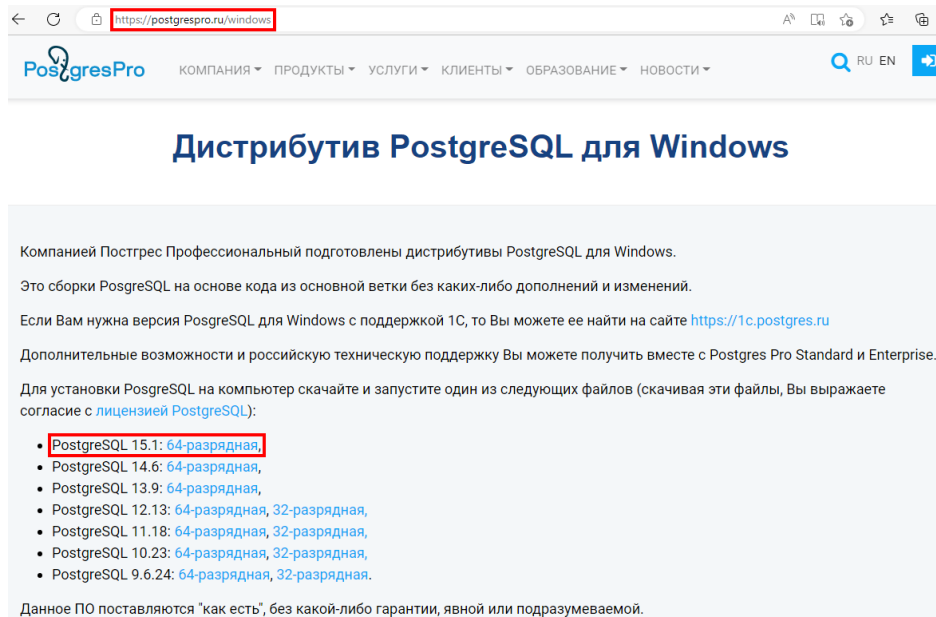 https://postgrespro.ru/windows
PostgresPro КОМПАНИЯ ПРОДУКТЫ УСЛУГИ КЛИЕНТЫ ОБРАЗОВАНИЕ НОВОСТИ RU EN
Дистрибутив PostgreSQL для Windows
Компанией Постгрес Профессиональный подготовлены дистрибутивы PostgreSQL для Windows.
Это сборки PosgreSQL на основе кода из основной ветки без каких-либо дополнений и изменений.
Если Вам нужна версия PosgreSQL для Windows с поддержкой 1С, то Вы можете ее найти на сайте https://1c.postgres.ru
Дополнительные возможности и российскую техническую поддержку Вы можете получить вместе с Postgres Pro Standard и Enterprise.
Для установки PosgreSQL на компьютер скачайте и запустите один из следующих файлов (скачивая эти файлы, Вы выражаете
согласие с лицензией PostgreSQL):
• PostgreSQL 15.1: 64-разрядная,
• PostgreSQL 14.6: 64-разрядная,
• PostgreSQL 13.9: 64-разрядная,
• PostgreSQL 12.13: 64-разрядная, 32-разрядная,
• PostgreSQL 11.18: 64-разрядная, 32-разрядная,
• PostgreSQL 10.23: 64-разрядная, 32-разрядная,
• PostgreSQL 9.6.24: 64-разрядная, 32-разрядная.
Данное ПО поставляются "как есть", без какой-либо гарантии, явной или подразумеваемой.